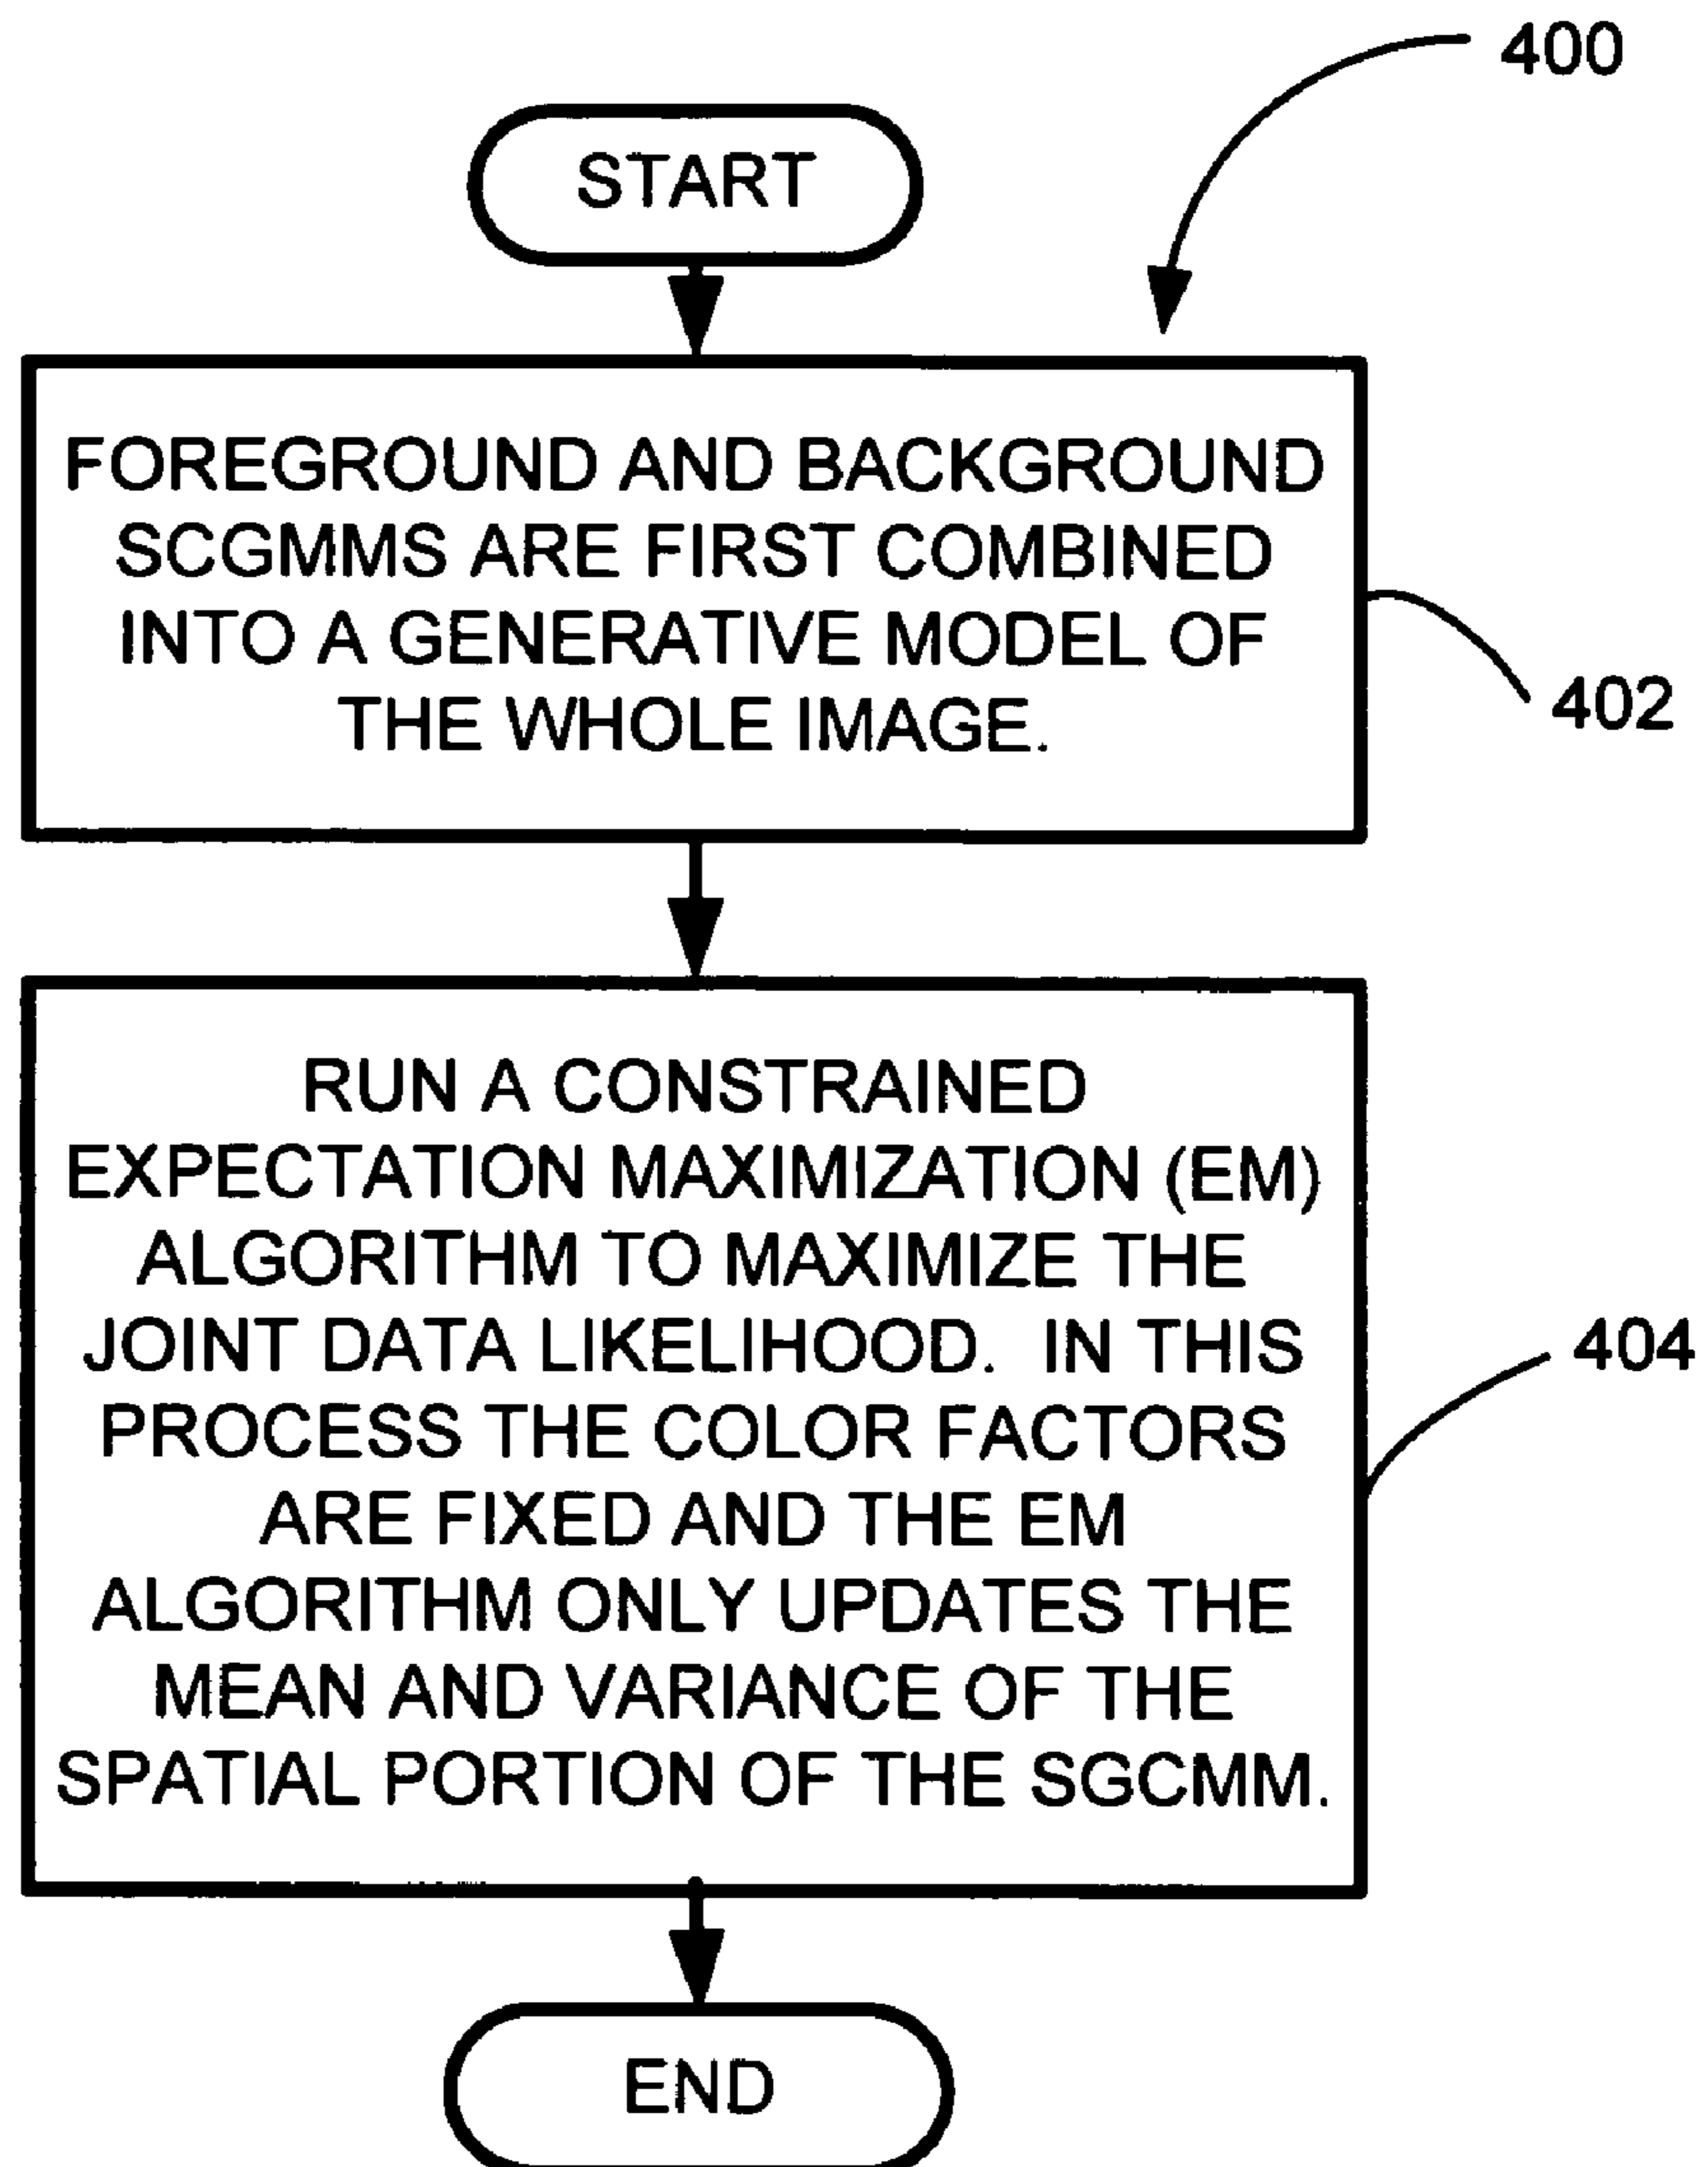 400
START
FOREGROUND AND BACKGROUND
SCGMMS ARE FIRST COMBINED
INTO A GENERATIVE MODEL OF
THE WHOLE IMAGE.
402
RUN A CONSTRAINED
EXPECTATION MAXIMIZATION (EM)
ALGORITHM TO MAXIMIZE THE
JOINT DATA LIKELIHOOD. IN THIS
PROCESS THE COLOR FACTORS
ARE FIXED AND THE EM
ALGORITHM ONLY UPDATES THE
MEAN AND VARIANCE OF THE
SPATIAL PORTION OF THE SGCMM.
404
END